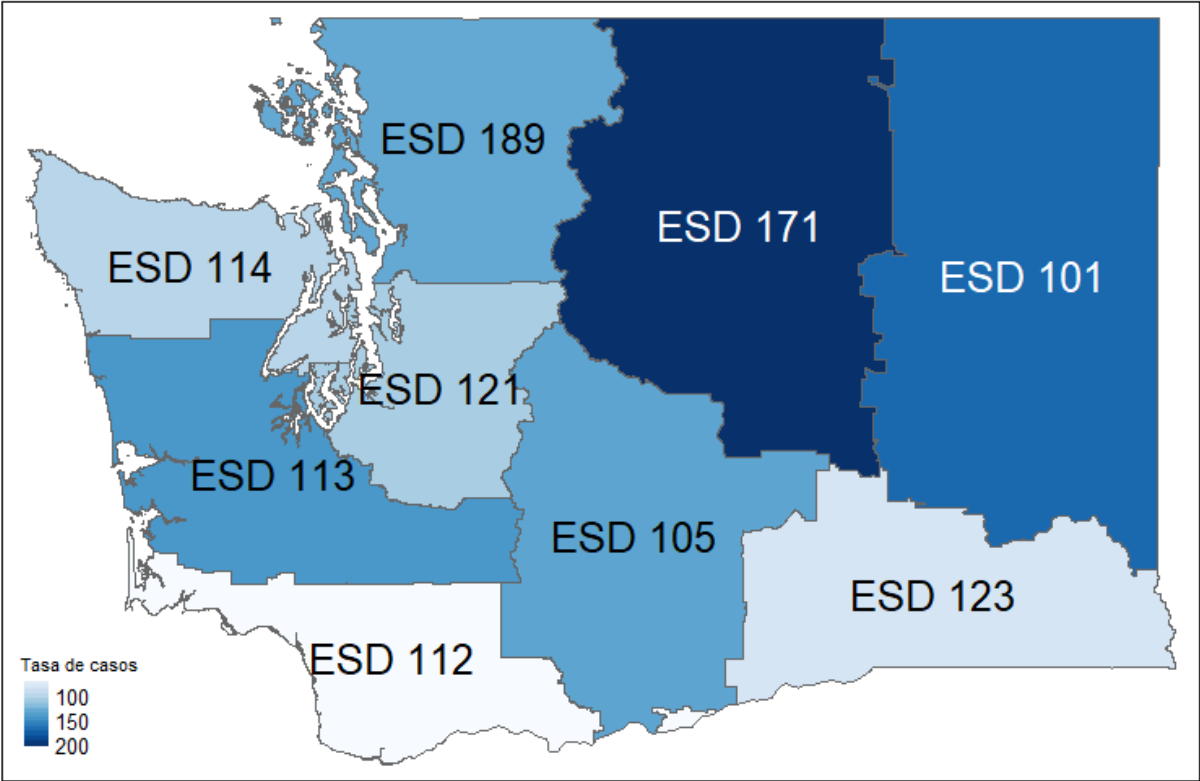 ESD 189
ESD 171
ESD 114
ESD 101
ESD 121
ESD 113
ESD 105
ESD 123
ESD 112
Tasa de casos
100
150
200